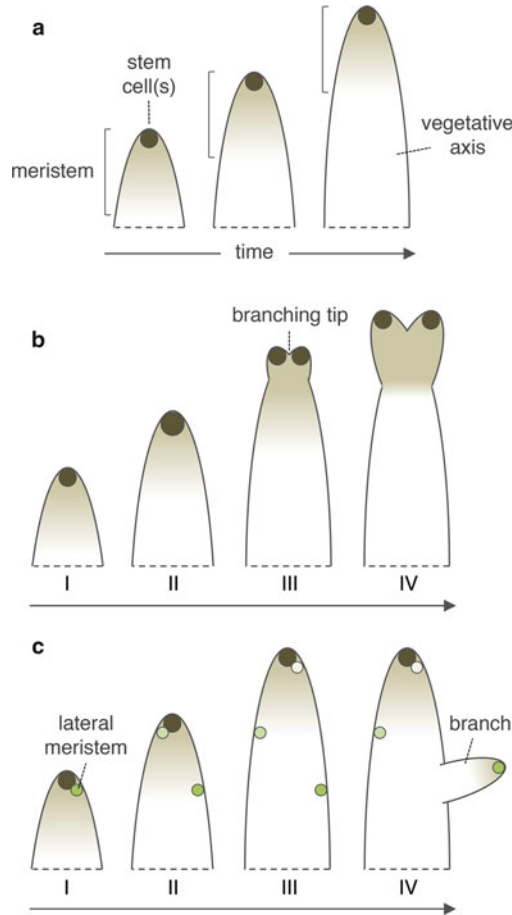 a
stem
cell(s)
meristem
vegetative
axis
time
b
branching tip
I
II
III
IV
c
lateral
meristem
branch
I
II
III
IV